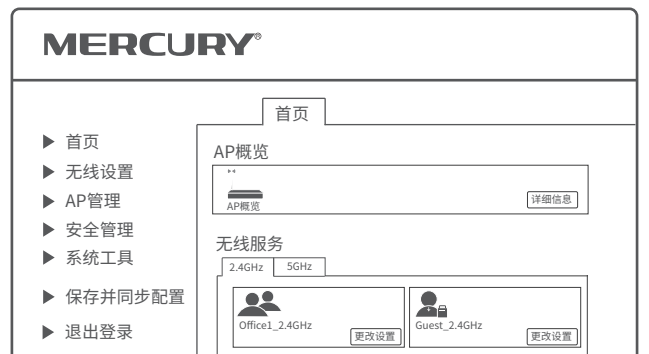 MERCURY®
首页
首页
无线设置
AP管理
安全管理
系统工具
保存并同步配置
退出登录
AP概览
AP概览
详细信息
无线服务
2.4GHz 5GHz
Office1_2.4GHz
更改设置
Guest_2.4GHz
更改设置